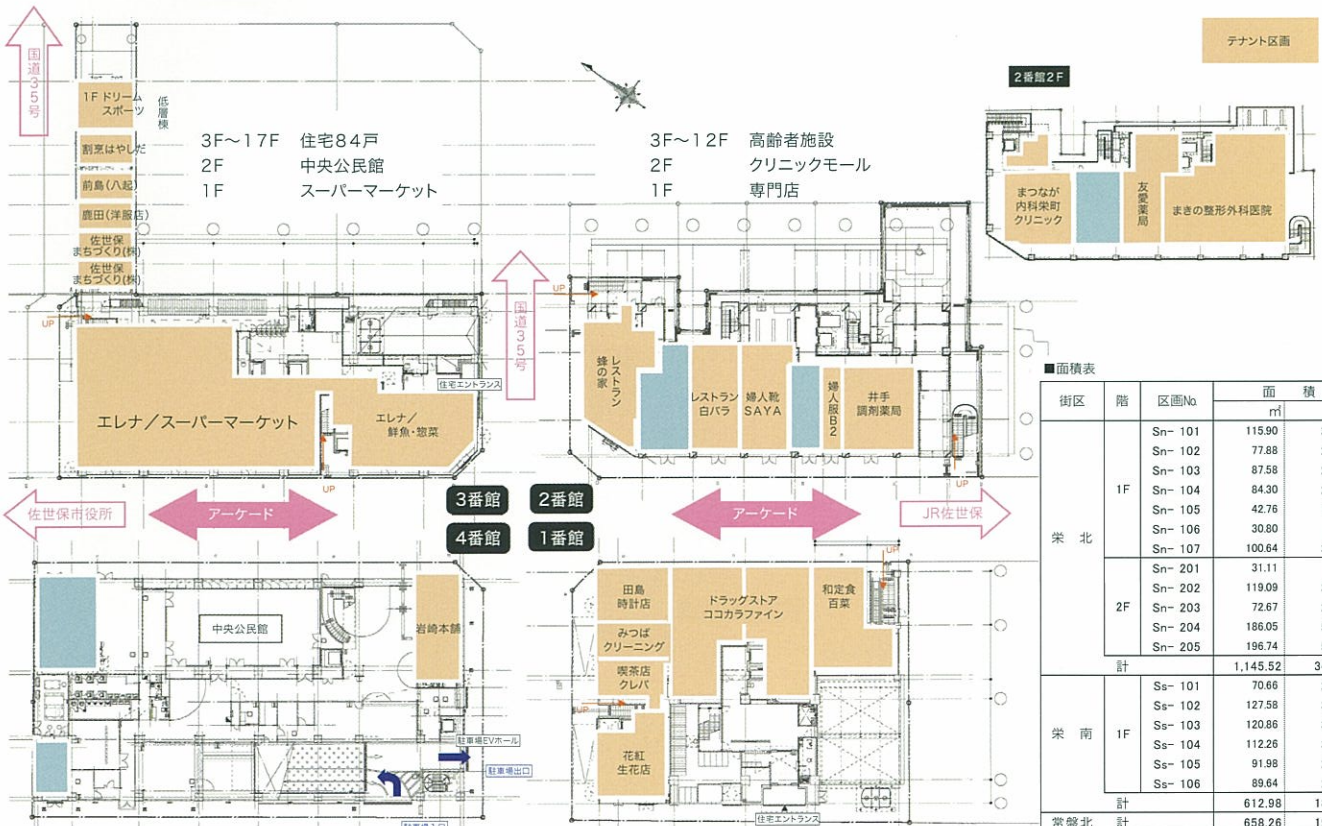 テナント区画
2番館2F
まつなが
内科栄町
クリニック
友愛薬局
まきの整形外科医院
国道35号
1F ドリーム
スポーツ
低層棟
割烹はやしだ
前島(八起)
鹿田(洋服店)
佐世保
まちづくり(株)
佐世保
まちづくり(株)
3F〜17F 住宅84戸
2F 中央公民館
1F スーパーマーケット
3F〜12F 高齢者施設
2F クリニックモール
1F 専門店
UP
エレナ/スーパーマーケット
エレナ/
鮮魚・惣菜
住宅エントランス
UP
国道35号
UP
レストラン
蜂の家
レストラン
白バラ
婦人靴
SAYA
婦人服B2
井手
調剤薬局
UP
佐世保市役所
アーケード
3番館
2番館
4番館
1番館
アーケード
JR佐世保
中央公民館
岩崎本舗
駐車場EVホール
駐車場出口
UP
田島
時計店
みつば
クリーニング
喫茶店
クレパ
UP
花紅
生花店
ドラッグストア
ココカラファイン
和定食
百菜
住宅エントランス
■面積表
街区 階 区画No. 面 積
㎡
栄 北 1F Sn- 101 115.90
Sn- 102 77.88
Sn- 103 87.58
Sn- 104 84.30
Sn- 105 42.76
Sn- 106 30.80
Sn- 107 100.64
2F Sn- 201 31.11
Sn- 202 119.09
Sn- 203 72.67
Sn- 204 186.05
Sn- 205 196.74
計 1,145.52
栄 南 1F Ss- 101 70.66
Ss- 102 127.58
Ss- 103 120.86
Ss- 104 112.26
Ss- 105 91.98
Ss- 106 89.64
計 612.98
常盤北 計 658.26